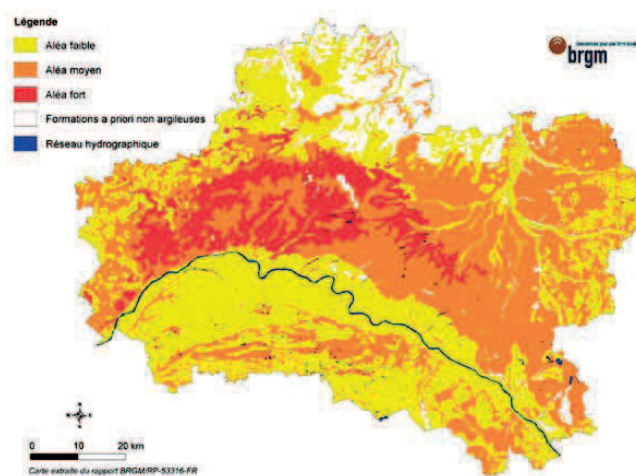 Légende
Aléa faible
Aléa moyen
Aléa fort
Formations a priori non argileuses
Réseau hydrographique
brgm
0 10 20 km
Carte extraite du rapport BRGM/RP-53316-FR